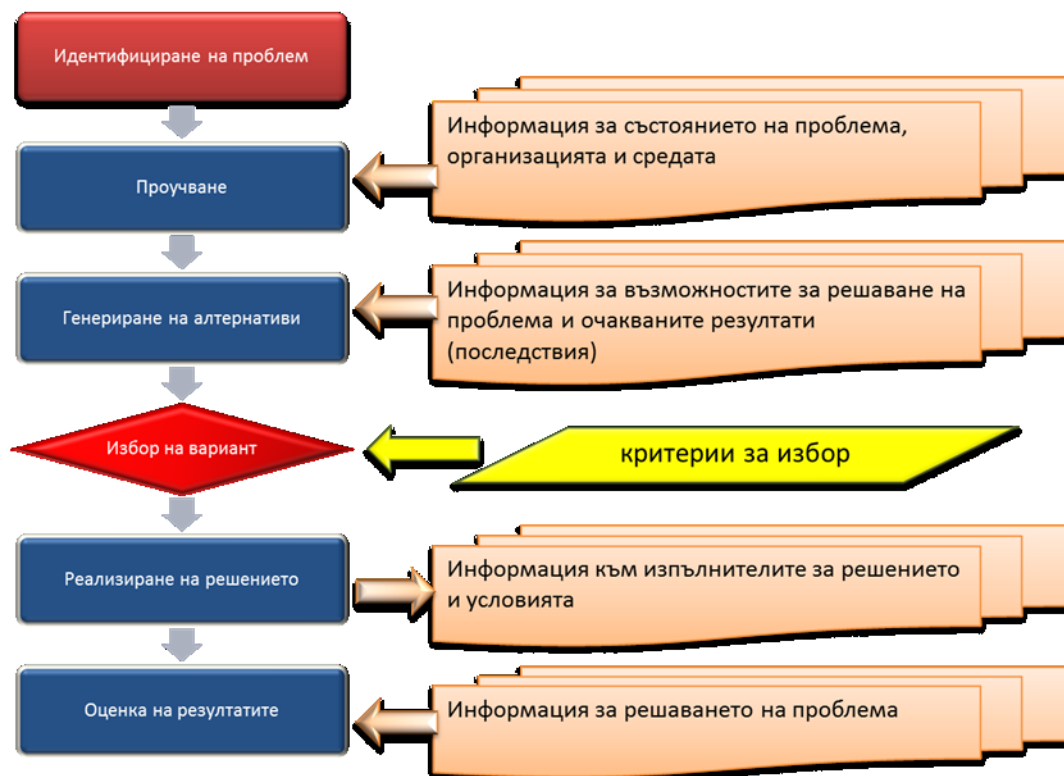 Идентифициране на проблем
Информация за състоянието на проблема,
организацията и средата
Проучване
Информация за възможностите за решаване на
проблема и очакваните резултати
(последствия)
Генериране на алтернативи
Избор на вариант
критерии за избор
Реализиране на решението
Информация към изпълнителите за решението
и условията
Оценка на резултатите
Информация за решаването на проблема